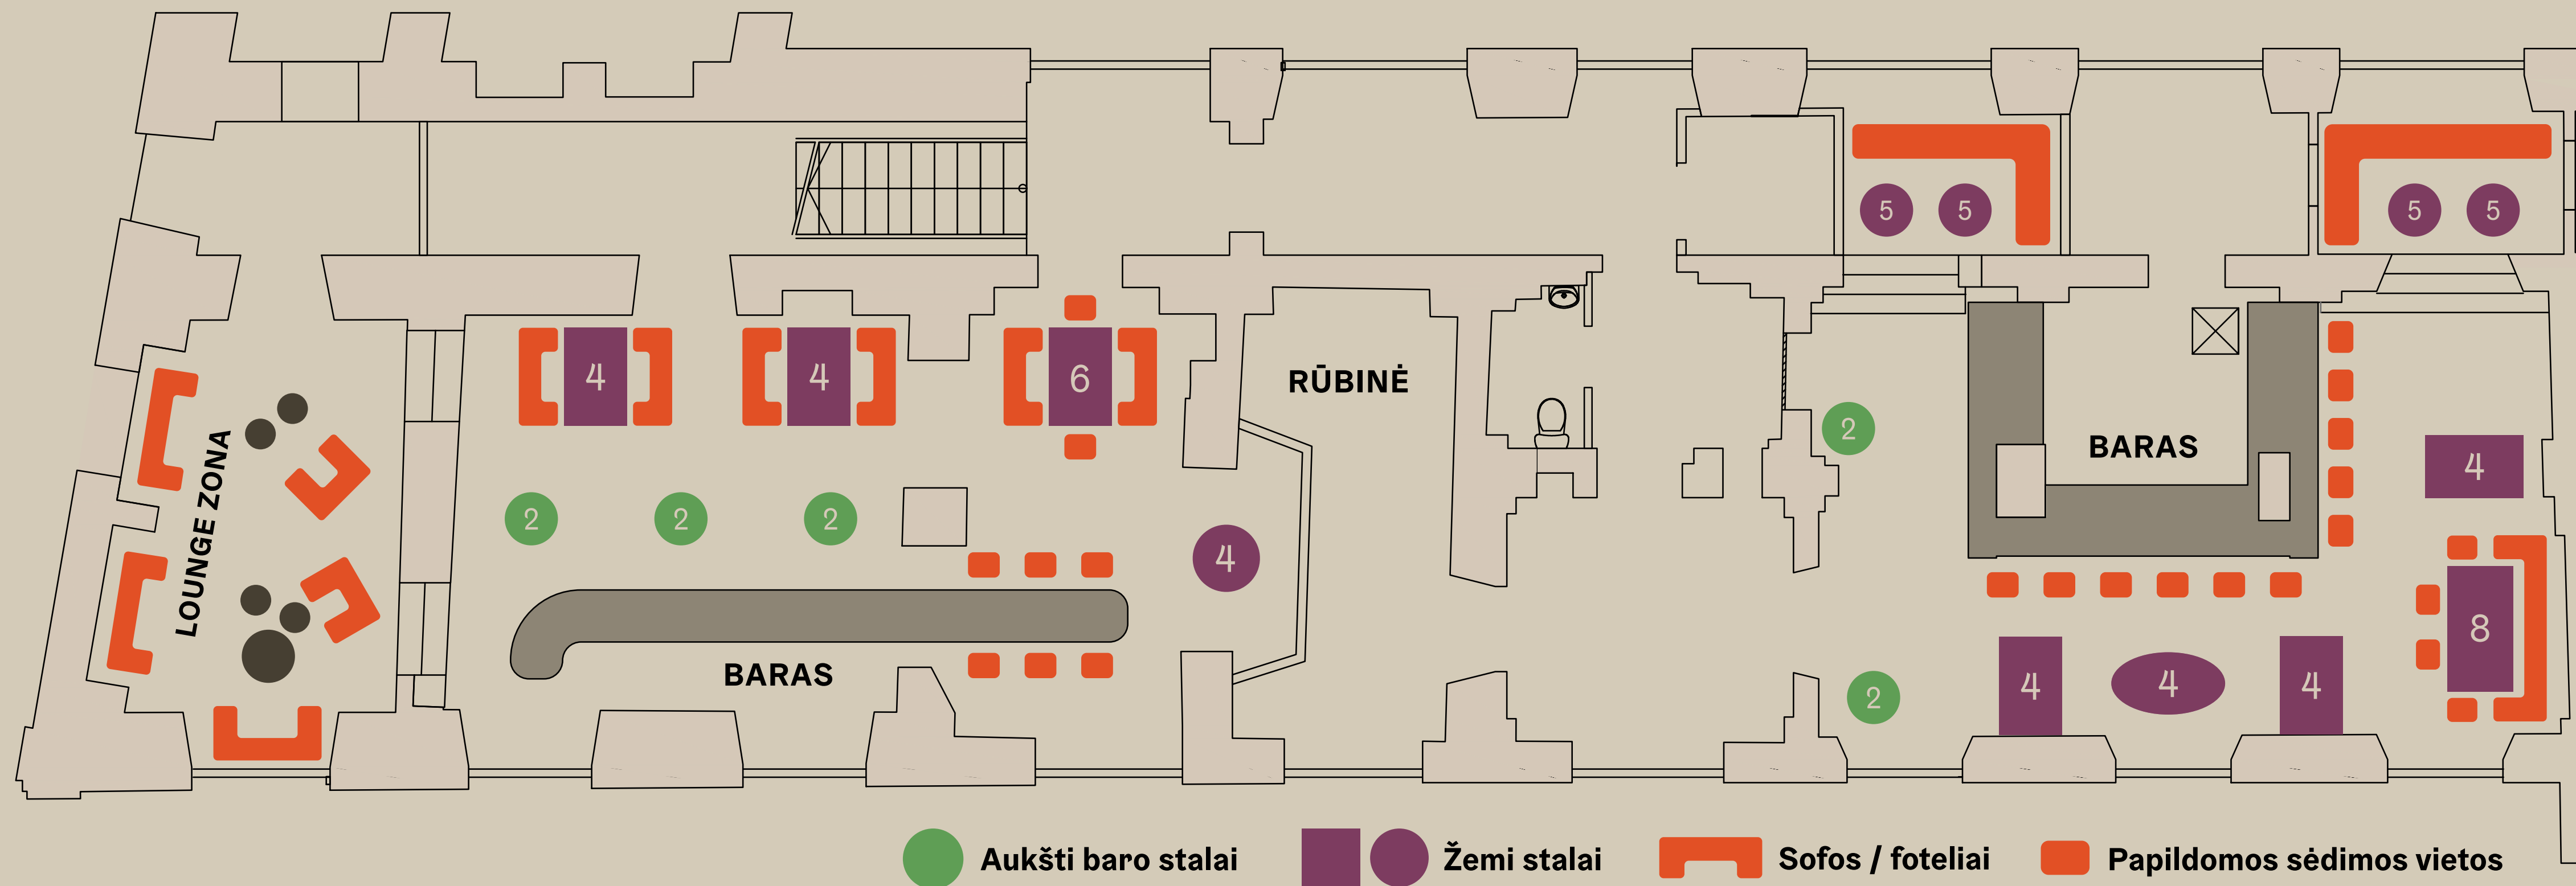 5 5 5 5
4 4 6
RŪBINĖ
LOUNGE ZONA
2
BARAS
4
2 2 2
4
8
BARAS
2
4 4 4
Aukšti baro stalai
Žemi stalai
Sofos / foteliai
Papildomos sėdimos vietos